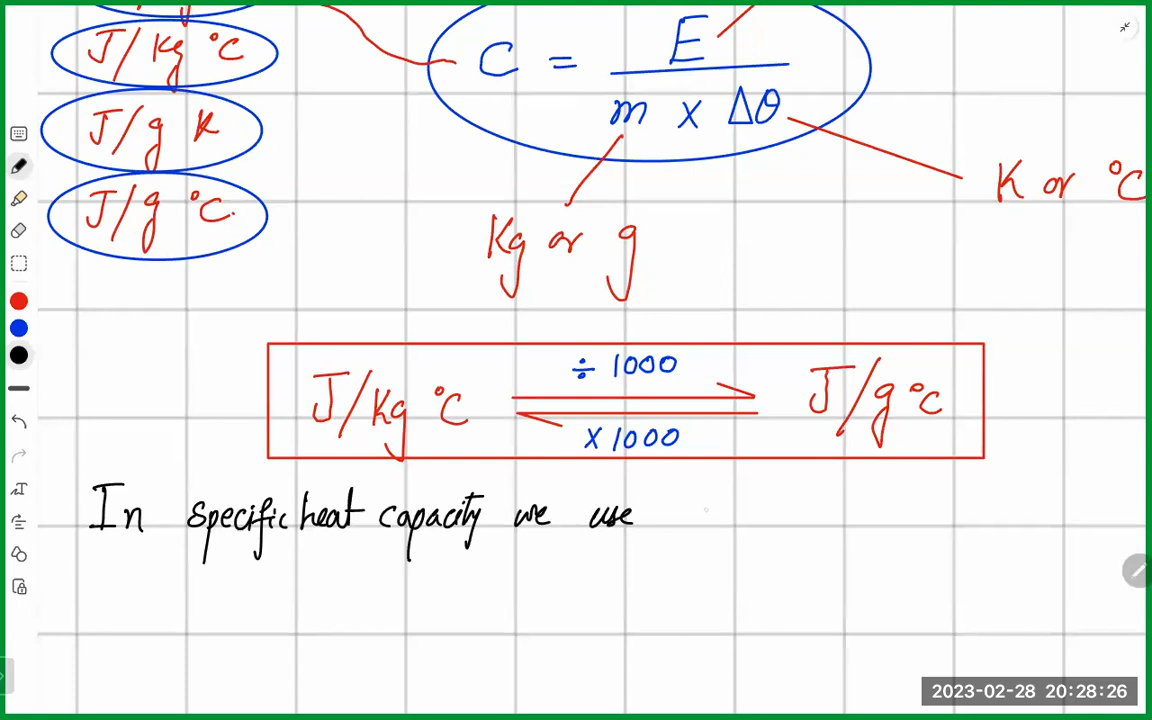 J/Kg °C
J/g K
J/g °C.
C = E / m x Δθ
K or °C
Kg or g
÷ 1000
J/Kg °C
J/g °C
x 1000
In specific heat capacity we use
2023-02-28 20:28:26